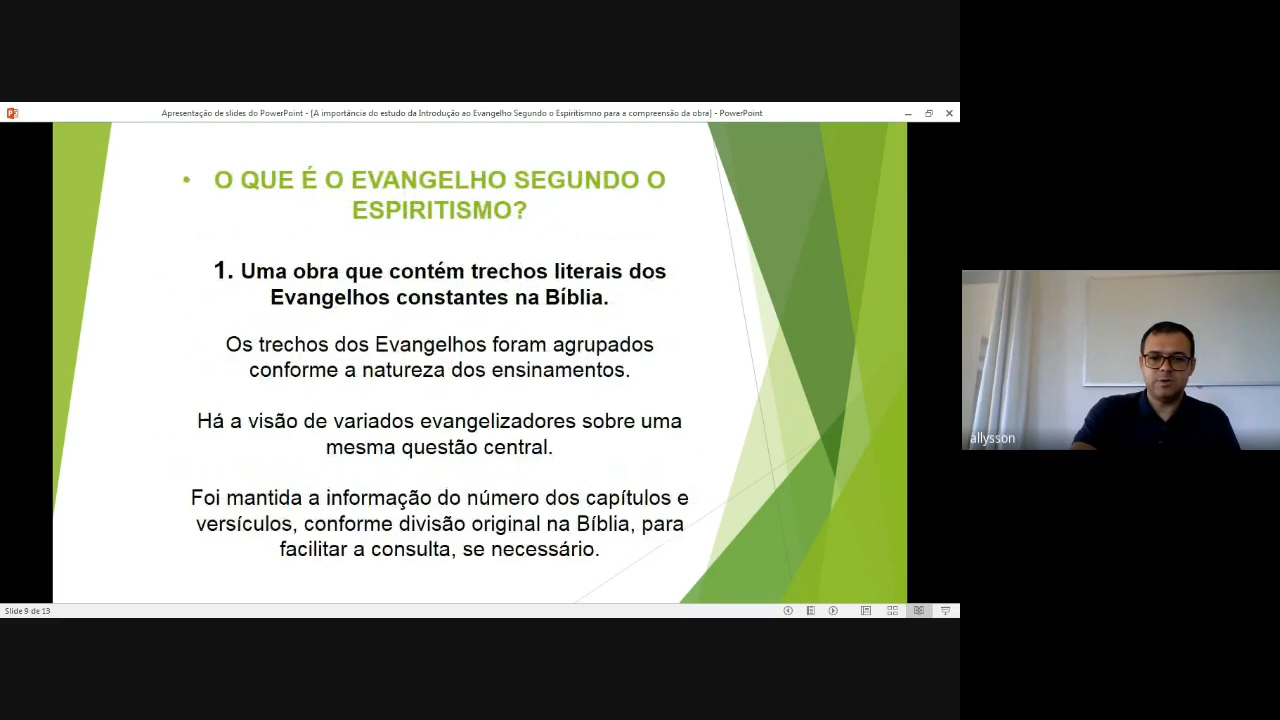 Apresentação de slides do PowerPoint - [A importância do estudo da Introdução ao Evangelho Segundo o Espiritismno para a compreensão da obra] - PowerPoint
• O QUE É O EVANGELHO SEGUNDO O
ESPIRITISMO?
1. Uma obra que contém trechos literais dos
Evangelhos constantes na Bíblia.
Os trechos dos Evangelhos foram agrupados
conforme a natureza dos ensinamentos.
Há a visão de variados evangelizadores sobre uma
mesma questão central.
Foi mantida a informação do número dos capítulos e
versículos, conforme divisão original na Bíblia, para
facilitar a consulta, se necessário.
allysson
Slide 9 de 13